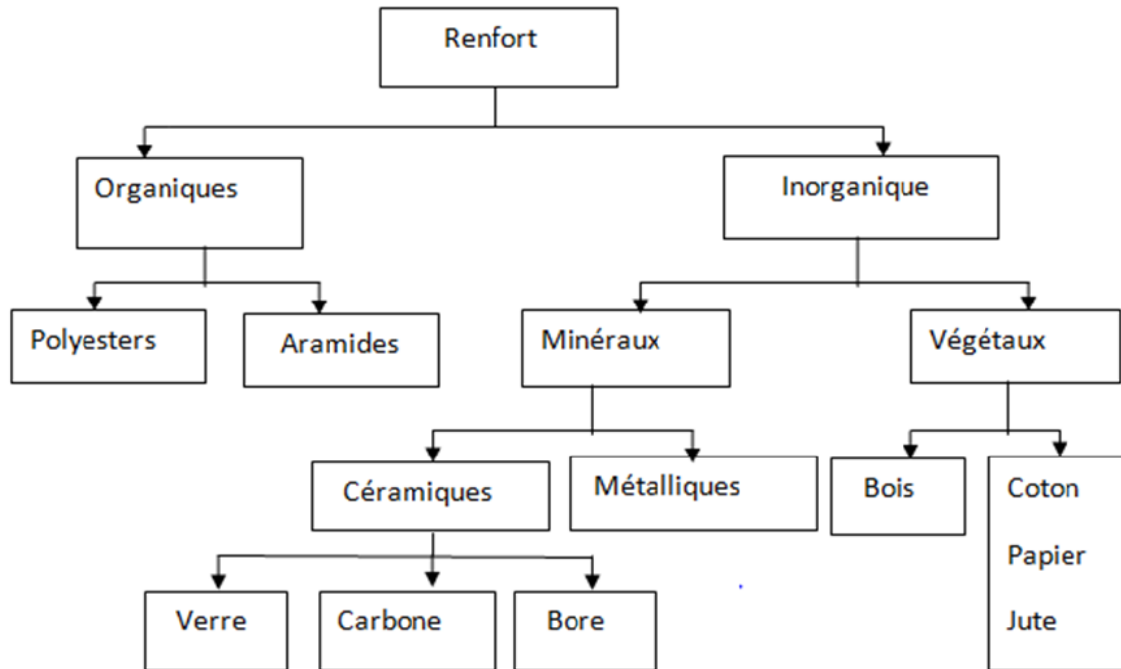 Renfort
Organiques
Inorganique
Polyesters
Aramides
Minéraux
Végétaux
Céramiques
Métalliques
Bois
Coton
Papier
Jute
Verre
Carbone
Bore